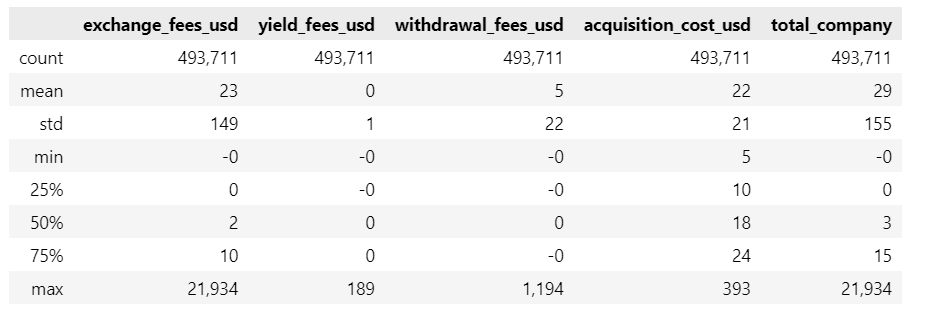 exchange_fees_usd yield_fees_usd withdrawal_fees_usd acquisition_cost_usd total_company
count 493,711 493,711 493,711 493,711 493,711
mean 23 0 5 22 29
std 149 1 22 21 155
min -0 -0 -0 5 -0
25% 0 -0 -0 10 0
50% 2 0 0 18 3
75% 10 0 -0 24 15
max 21,934 189 1,194 393 21,934